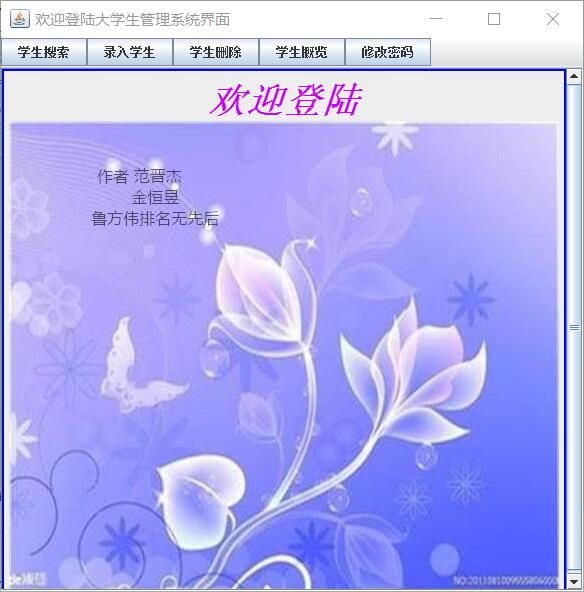 欢迎登陆大学生管理系统界面
学生搜索 录入学生 学生删除 学生概览 修改密码
欢迎登陆
作者 范晋杰
金恒昱
鲁方伟排名无先后